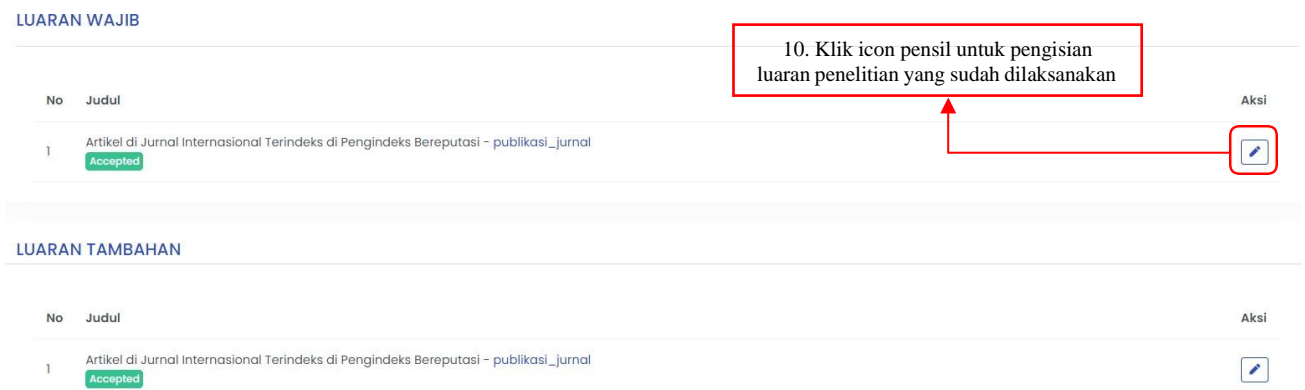 LUARAN WAJIB
10. Klik icon pensil untuk pengisian
luaran penelitian yang sudah dilaksanakan
No Judul Aksi
1 Artikel di Jurnal Internasional Terindeks di Pengindeks Bereputasi - publikasi_jurnal
Accepted
LUARAN TAMBAHAN
No Judul Aksi
1 Artikel di Jurnal Internasional Terindeks di Pengindeks Bereputasi - publikasi_jurnal
Accepted